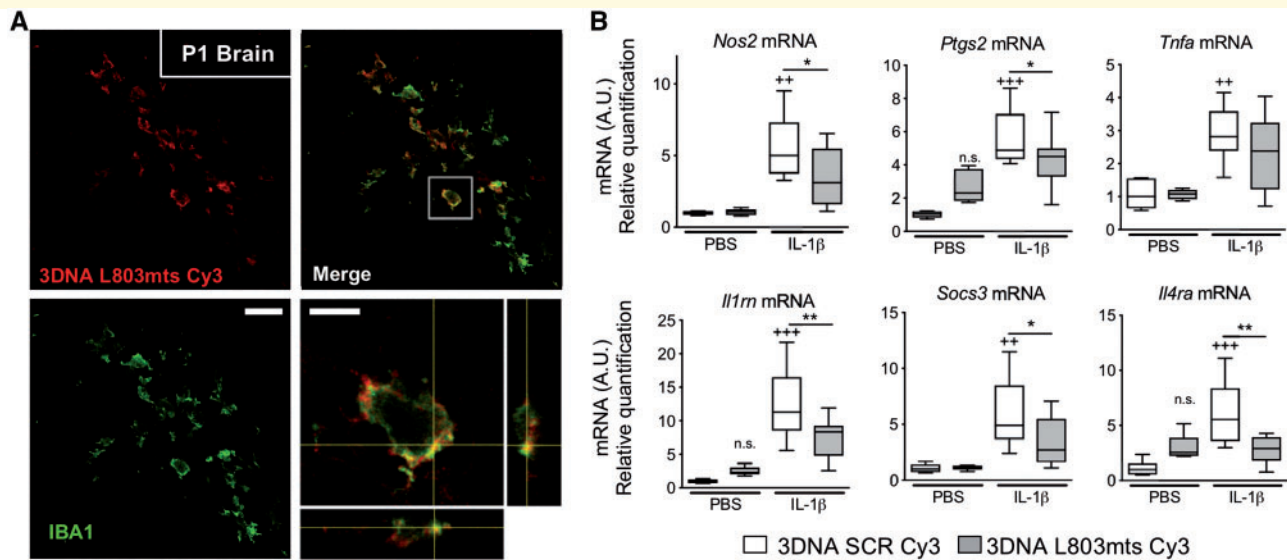 A
P1 Brain
3DNA L803mts Cy3
Merge
IBA1
B
Nos2 mRNA
mRNA (A.U.)
Relative quantification
10
5
0
++
*
PBS
IL-1β
Ptgs2 mRNA
10
8
6
4
2
0
n.s.
+++
*
PBS
IL-1β
Tnfa mRNA
5
4
3
2
1
0
++
PBS
IL-1β
Il1rn mRNA
mRNA (A.U.)
Relative quantification
25
20
15
10
5
0
n.s.
+++
**
PBS
IL-1β
Socs3 mRNA
15
10
5
0
++
*
PBS
IL-1β
Il4ra mRNA
15
10
5
0
n.s.
+++
**
PBS
IL-1β
3DNA SCR Cy3 3DNA L803mts Cy3